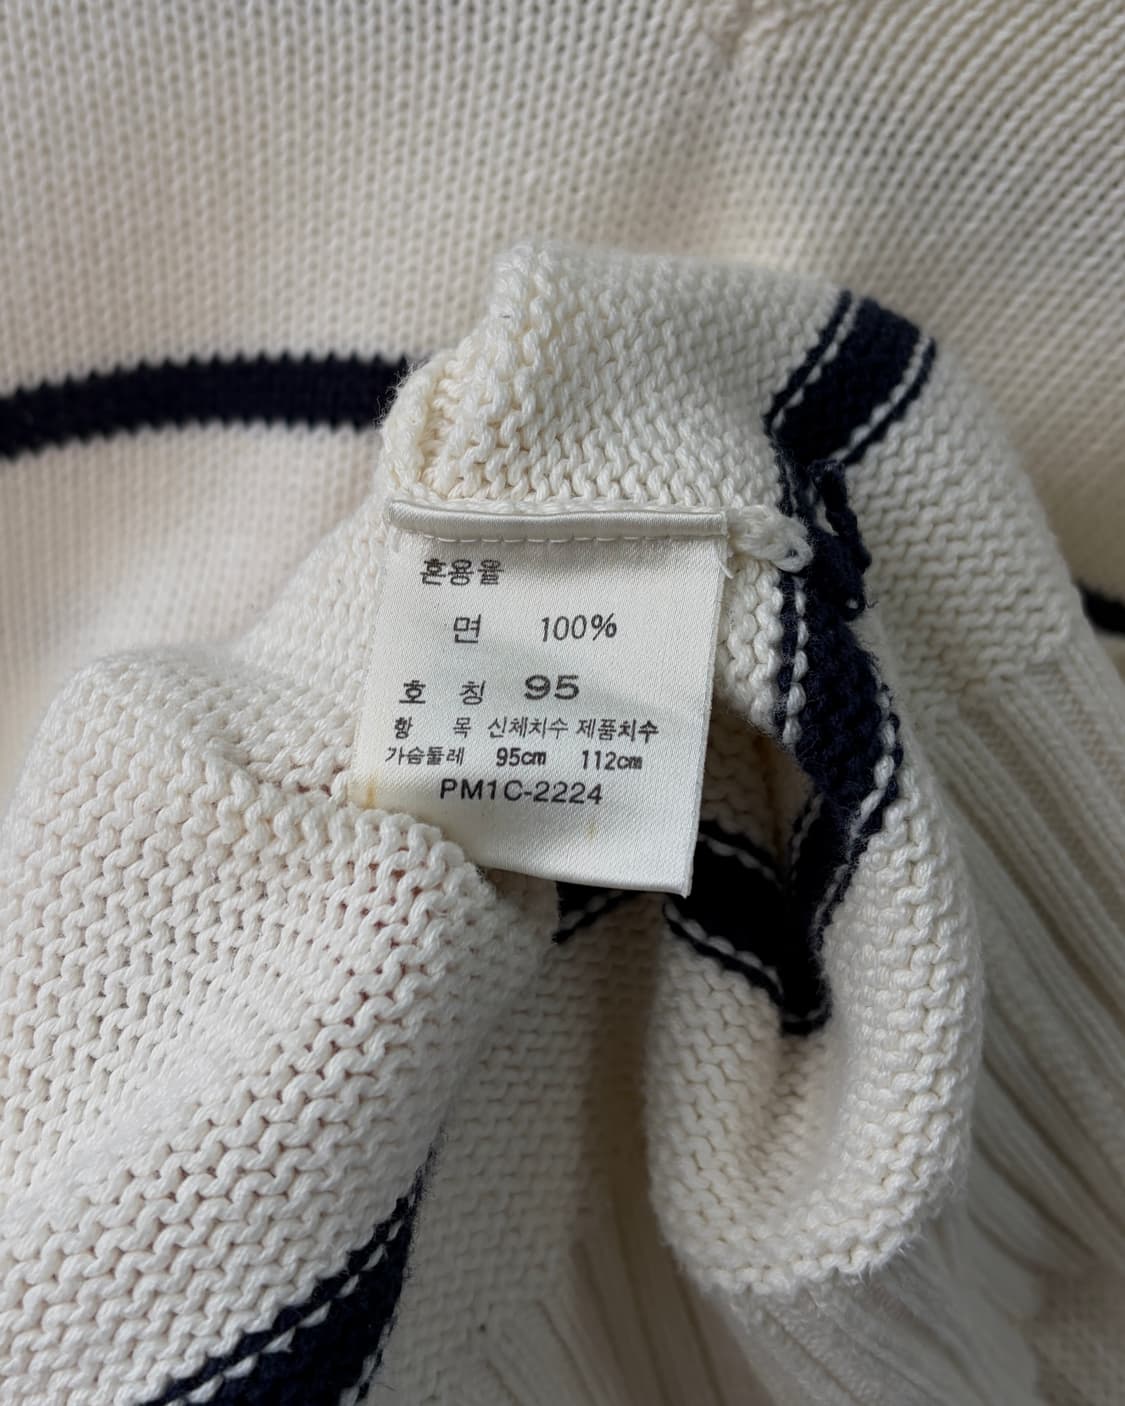 혼용율
면 100%
호 칭 95
항 목 신체치수 제품치수
가슴둘레 95cm 112cm
PM1C-2224